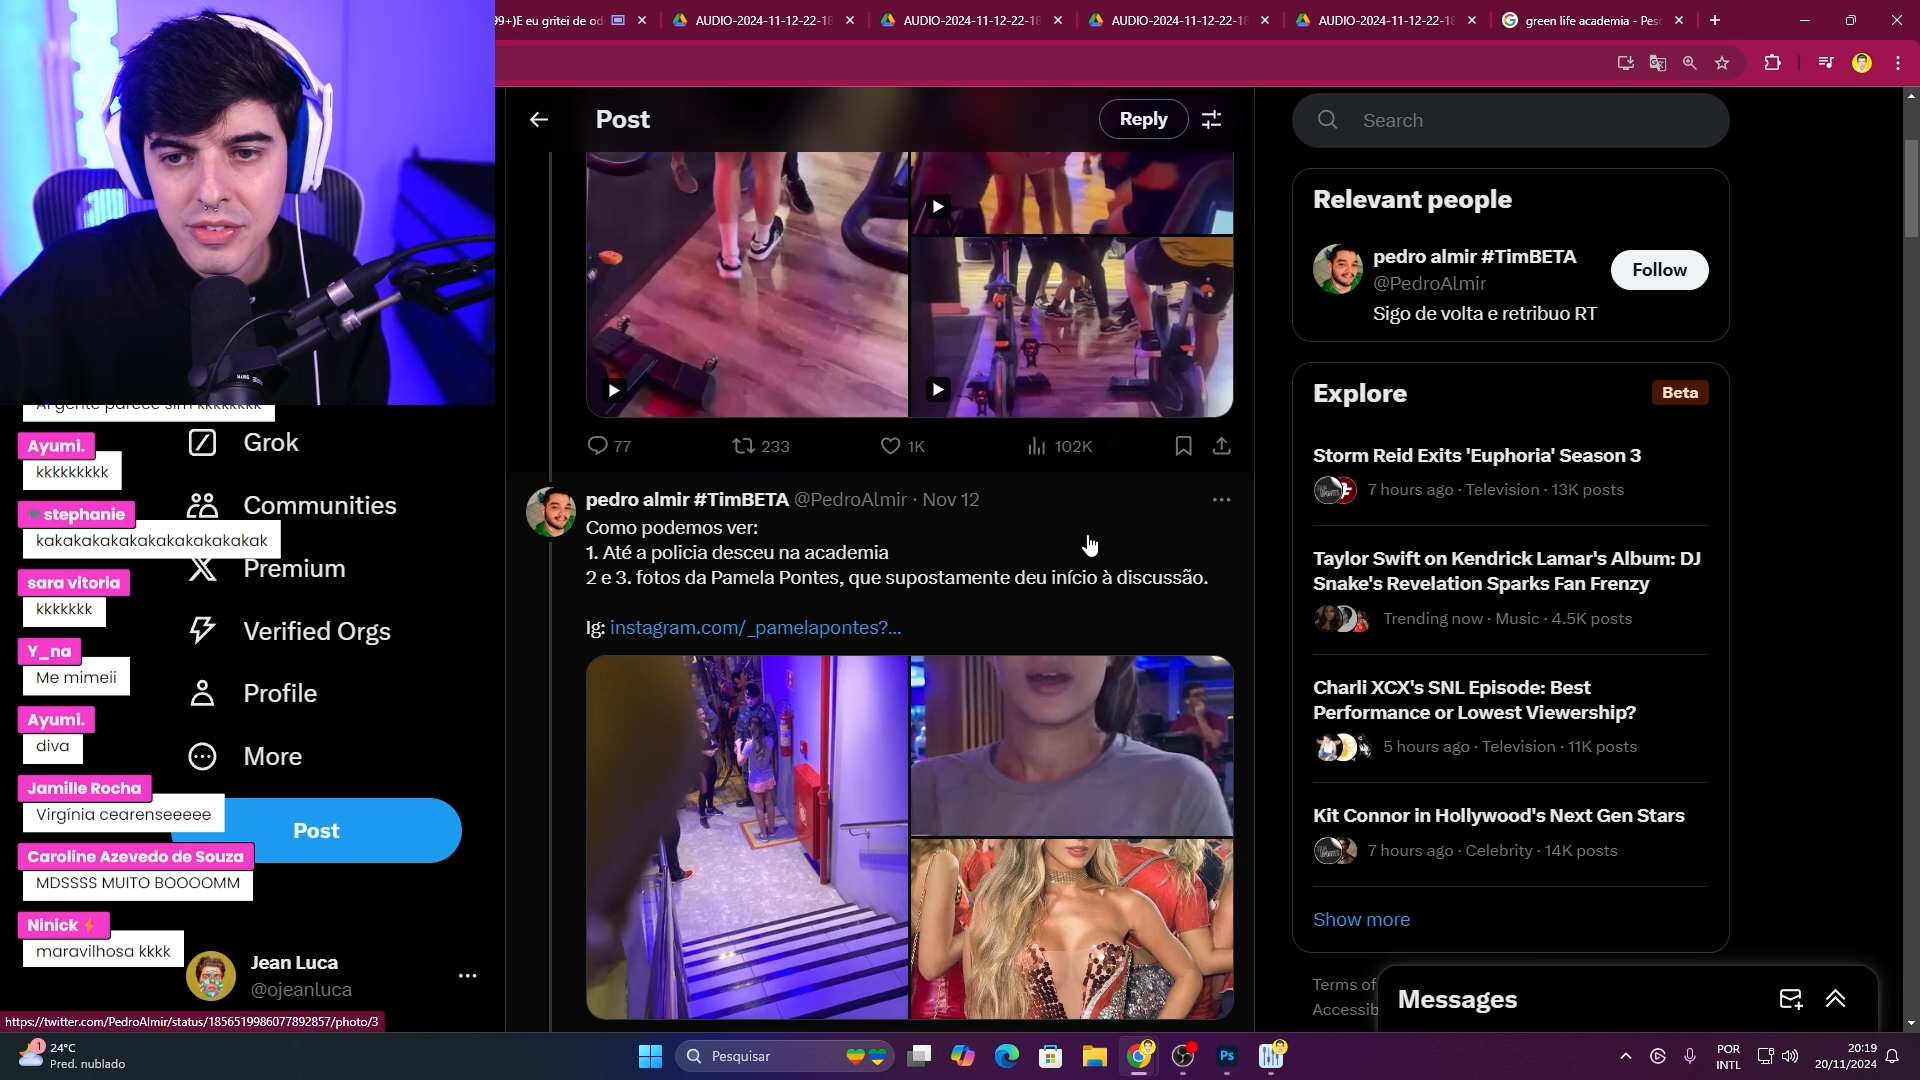 99+)E eu gritei de od
AUDIO-2024-11-12-22-18
AUDIO-2024-11-12-22-18
AUDIO-2024-11-12-22-18
AUDIO-2024-11-12-22-18
green life academia - Pes
Post
Reply
Search
Relevant people
pedro almir #TimBETA
@PedroAlmir
Follow
Sigo de volta e retribuo RT
77
233
1K
102K
Explore
Beta
Storm Reid Exits 'Euphoria' Season 3
7 hours ago · Television · 13K posts
Taylor Swift on Kendrick Lamar's Album: DJ
Snake's Revelation Sparks Fan Frenzy
Trending now · Music · 4.5K posts
Charli XCX's SNL Episode: Best
Performance or Lowest Viewership?
5 hours ago · Television · 11K posts
Kit Connor in Hollywood's Next Gen Stars
7 hours ago · Celebrity · 14K posts
Show more
Terms of
Accessib
Messages
pedro almir #TimBETA @PedroAlmir · Nov 12
Como podemos ver:
1. Até a policia desceu na academia
2 e 3. fotos da Pamela Pontes, que supostamente deu início à discussão.
Ig: instagram.com/_pamelapontes?...
Grok
Communities
Premium
Verified Orgs
Profile
More
Post
Jean Luca
@ojeanluca
Ayumi.
kkkkkkkkk
stephanie
kakakakakakakakakakakak
sara vitoria
kkkkkkk
Y_na
Me mimeii
Ayumi.
diva
Jamille Rocha
Virgínia cearenseeeee
Caroline Azevedo de Souza
MDSSSS MUITO BOOOOMM
Ninick
maravilhosa kkkk
https://twitter.com/PedroAlmir/status/1856519986077892857/photo/3
1
24°C
Pred. nublado
Pesquisar
Ps
POR
INTL
20:19
20/11/2024